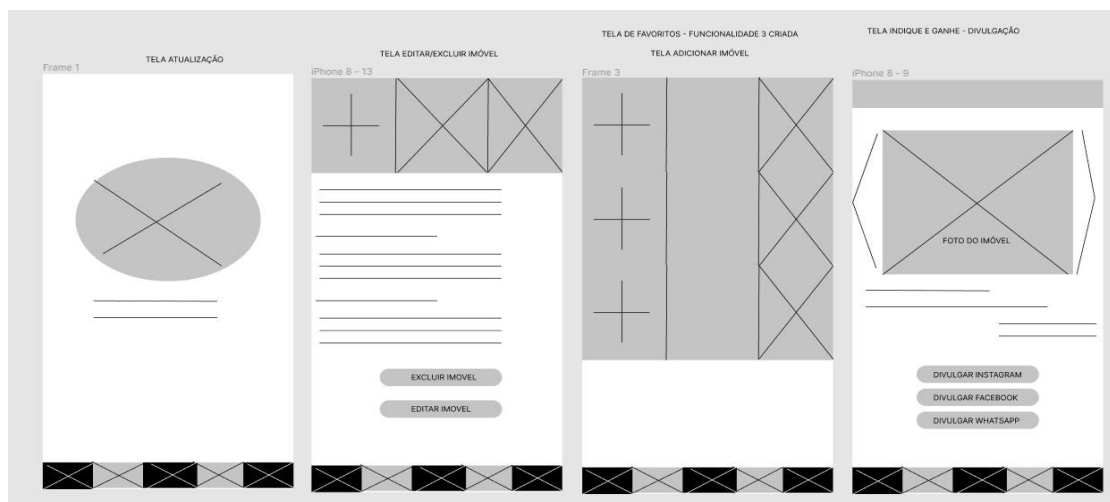 TELA ATUALIZAÇÃO
Frame 1
TELA EDITAR/EXCLUIR IMÓVEL
iPhone 8 - 13
EXCLUIR IMOVEL
EDITAR IMOVEL
TELA DE FAVORITOS - FUNCIONALIDADE 3 CRIADA
TELA ADICIONAR IMÓVEL
Frame 3
TELA INDIQUE E GANHE - DIVULGAÇÃO
iPhone 8 - 9
FOTO DO IMÓVEL
DIVULGAR INSTAGRAM
DIVULGAR FACEBOOK
DIVULGAR WHATSAPP